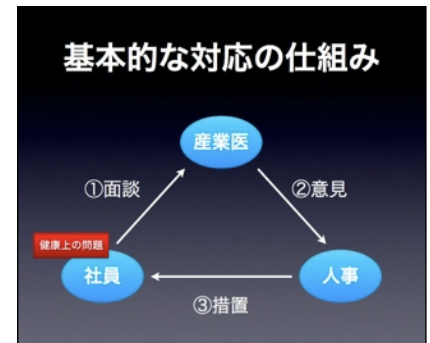 基本的な対応の仕組み
産業医
①面談
②意見
健康上の問題
社員
人事
③措置